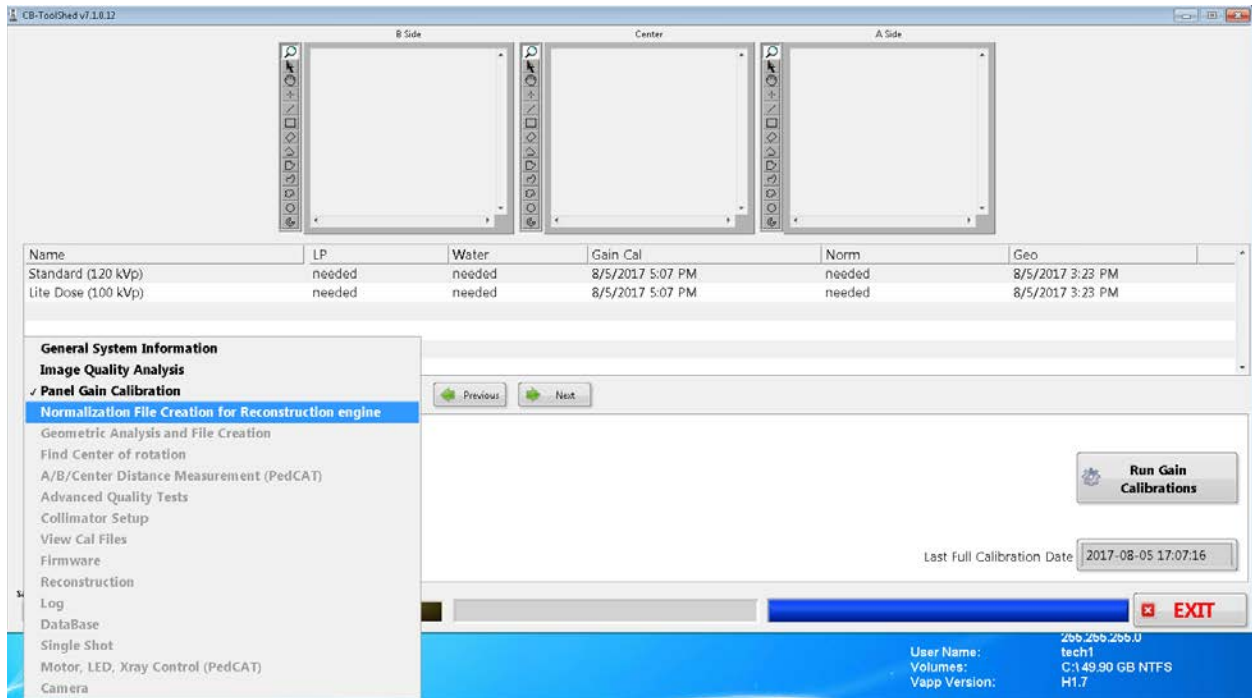 CB-ToolShed v7.1.0.12
B Side Center A Side
Name LP Water Gain Cal Norm Geo
Standard (120 kVp) needed needed 8/5/2017 5:07 PM needed 8/5/2017 3:23 PM
Lite Dose (100 kVp) needed needed 8/5/2017 5:07 PM needed 8/5/2017 3:23 PM
General System Information
Image Quality Analysis
✓ Panel Gain Calibration
Previous Next
Normalization File Creation for Reconstruction engine
Geometric Analysis and File Creation
Find Center of rotation
A/B/Center Distance Measurement (PedCAT)
Advanced Quality Tests
Collimator Setup
View Cal Files
Firmware
Reconstruction
Log
DataBase
Single Shot
Motor, LED, Xray Control (PedCAT)
Camera
Run Gain
Calibrations
Last Full Calibration Date 2017-08-05 17:07:16
EXIT
User Name: tech1
Volumes: C:\ 49.90 GB NTFS
Vapp Version: H1.7